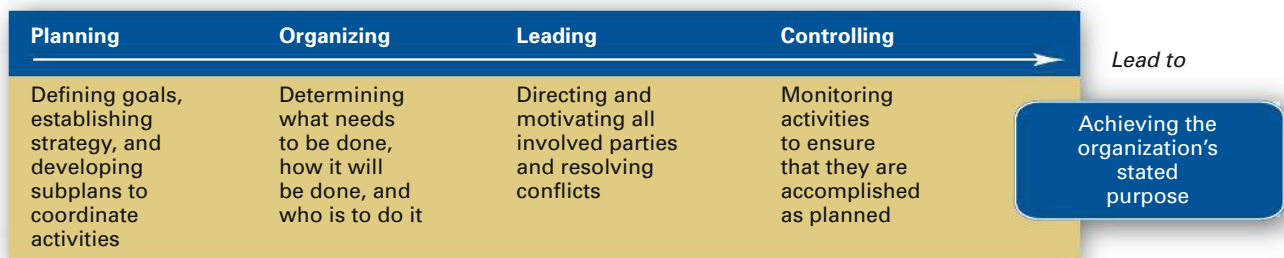 Planning
Organizing
Leading
Controlling
Lead to
Defining goals,
establishing
strategy, and
developing
subplans to
coordinate
activities
Determining
what needs
to be done,
how it will
be done, and
who is to do it
Directing and
motivating all
involved parties
and resolving
conflicts
Monitoring
activities
to ensure
that they are
accomplished
as planned
Achieving the
organization's
stated
purpose